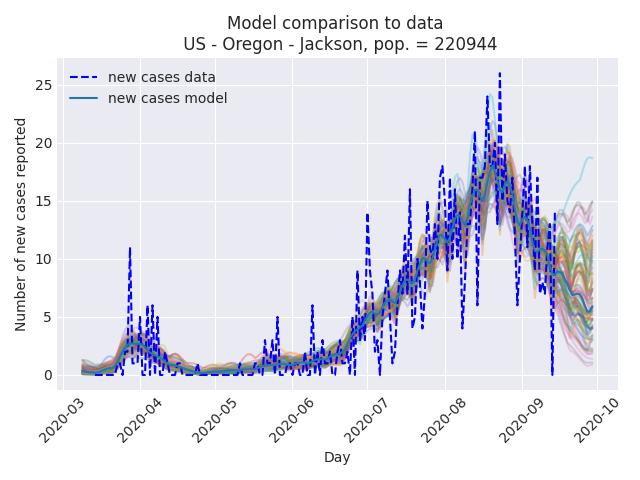 Model comparison to data
US - Oregon - Jackson, pop. = 220944
new cases data
new cases model
Number of new cases reported
25
20
15
10
5
0
2020-03
2020-04
2020-05
2020-06
2020-07
2020-08
2020-09
2020-10
Day